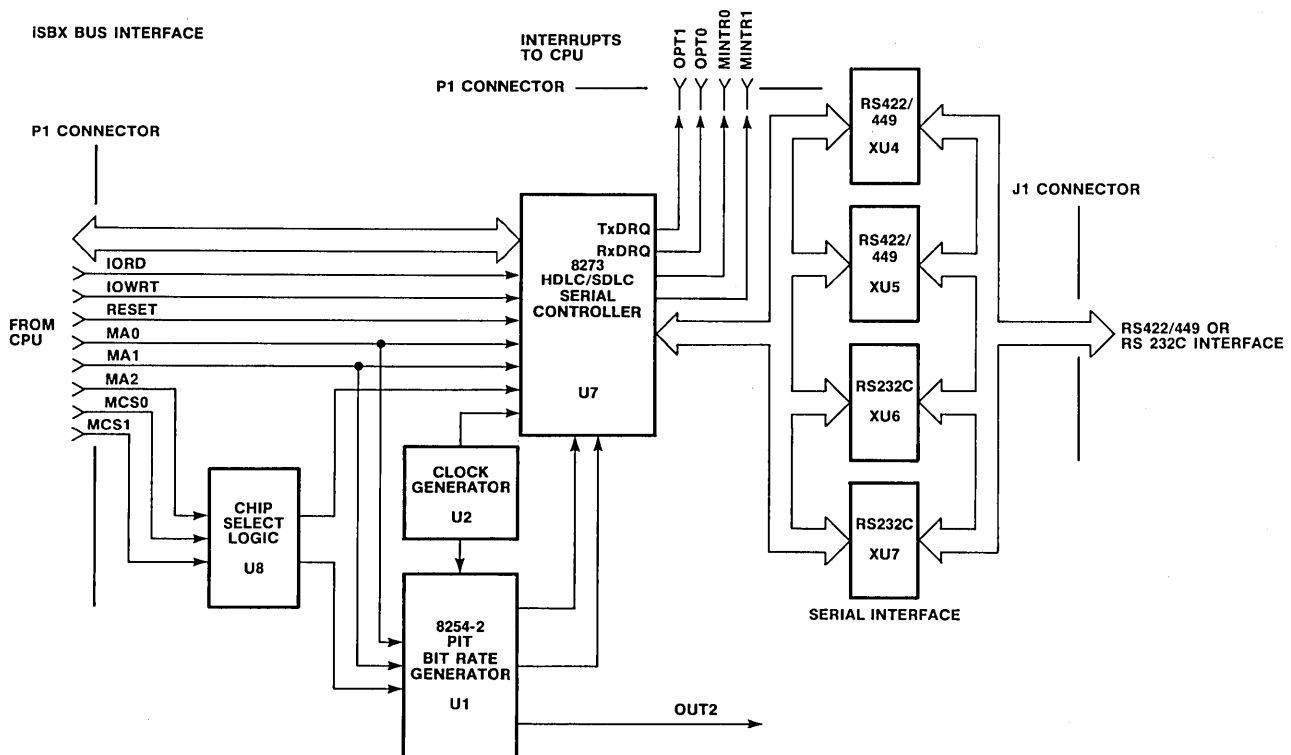 iSBX BUS INTERFACE
INTERRUPTS
TO CPU
OPT1
OPT0
MINTR0
MINTR1
P1 CONNECTOR
P1 CONNECTOR
FROM
CPU
IORD
IOWRT
RESET
MA0
MA1
MA2
MCS0
MCS1
TxDRQ
RxDRQ
8273
HDLC/SDLC
SERIAL
CONTROLLER
U7
CLOCK
GENERATOR
U2
CHIP
SELECT
LOGIC
U8
8254-2
PIT
BIT RATE
GENERATOR
U1
OUT2
RS422/
449
XU4
RS422/
449
XU5
RS232C
XU6
RS232C
XU7
SERIAL INTERFACE
J1 CONNECTOR
RS422/449 OR
RS 232C INTERFACE